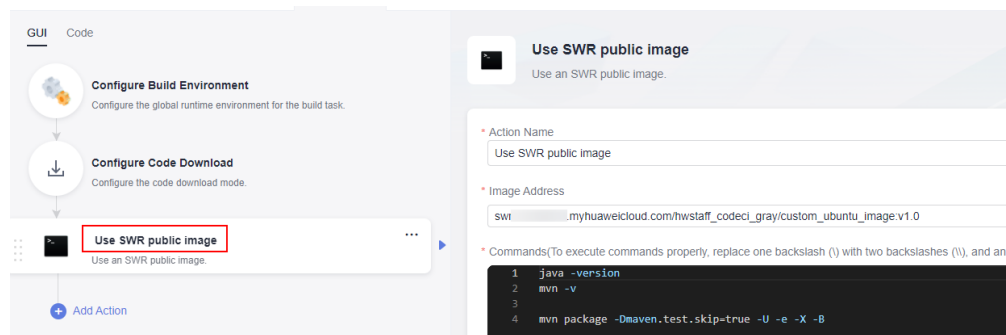 GUI Code
Configure Build Environment
Configure the global runtime environment for the build task.
Configure Code Download
Configure the code download mode.
Use SWR public image
Use an SWR public image.
Add Action
Use SWR public image
Use an SWR public image.
* Action Name
Use SWR public image
* Image Address
.myhuaweicloud.com/hwstaff_codeci_gray/custom_ubuntu_image:v1.0
* Commands(To execute commands properly, replace one backslash (\) with two backslashes (\\), and an
1 java -version
2 mvn -v
3
4 mvn package -Dmaven.test.skip=true -U -e -X -B